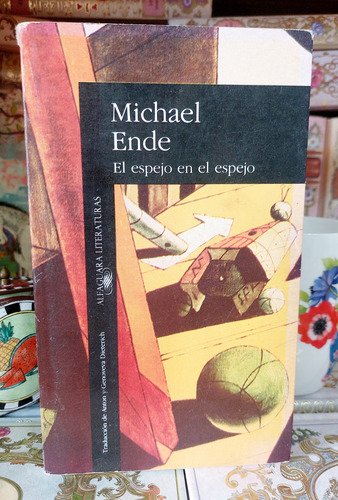 Michael
Ende
El espejo en el espejo
ALFAGUARA LITERATURAS
Traducción de Anton y Genoveva Dieterich